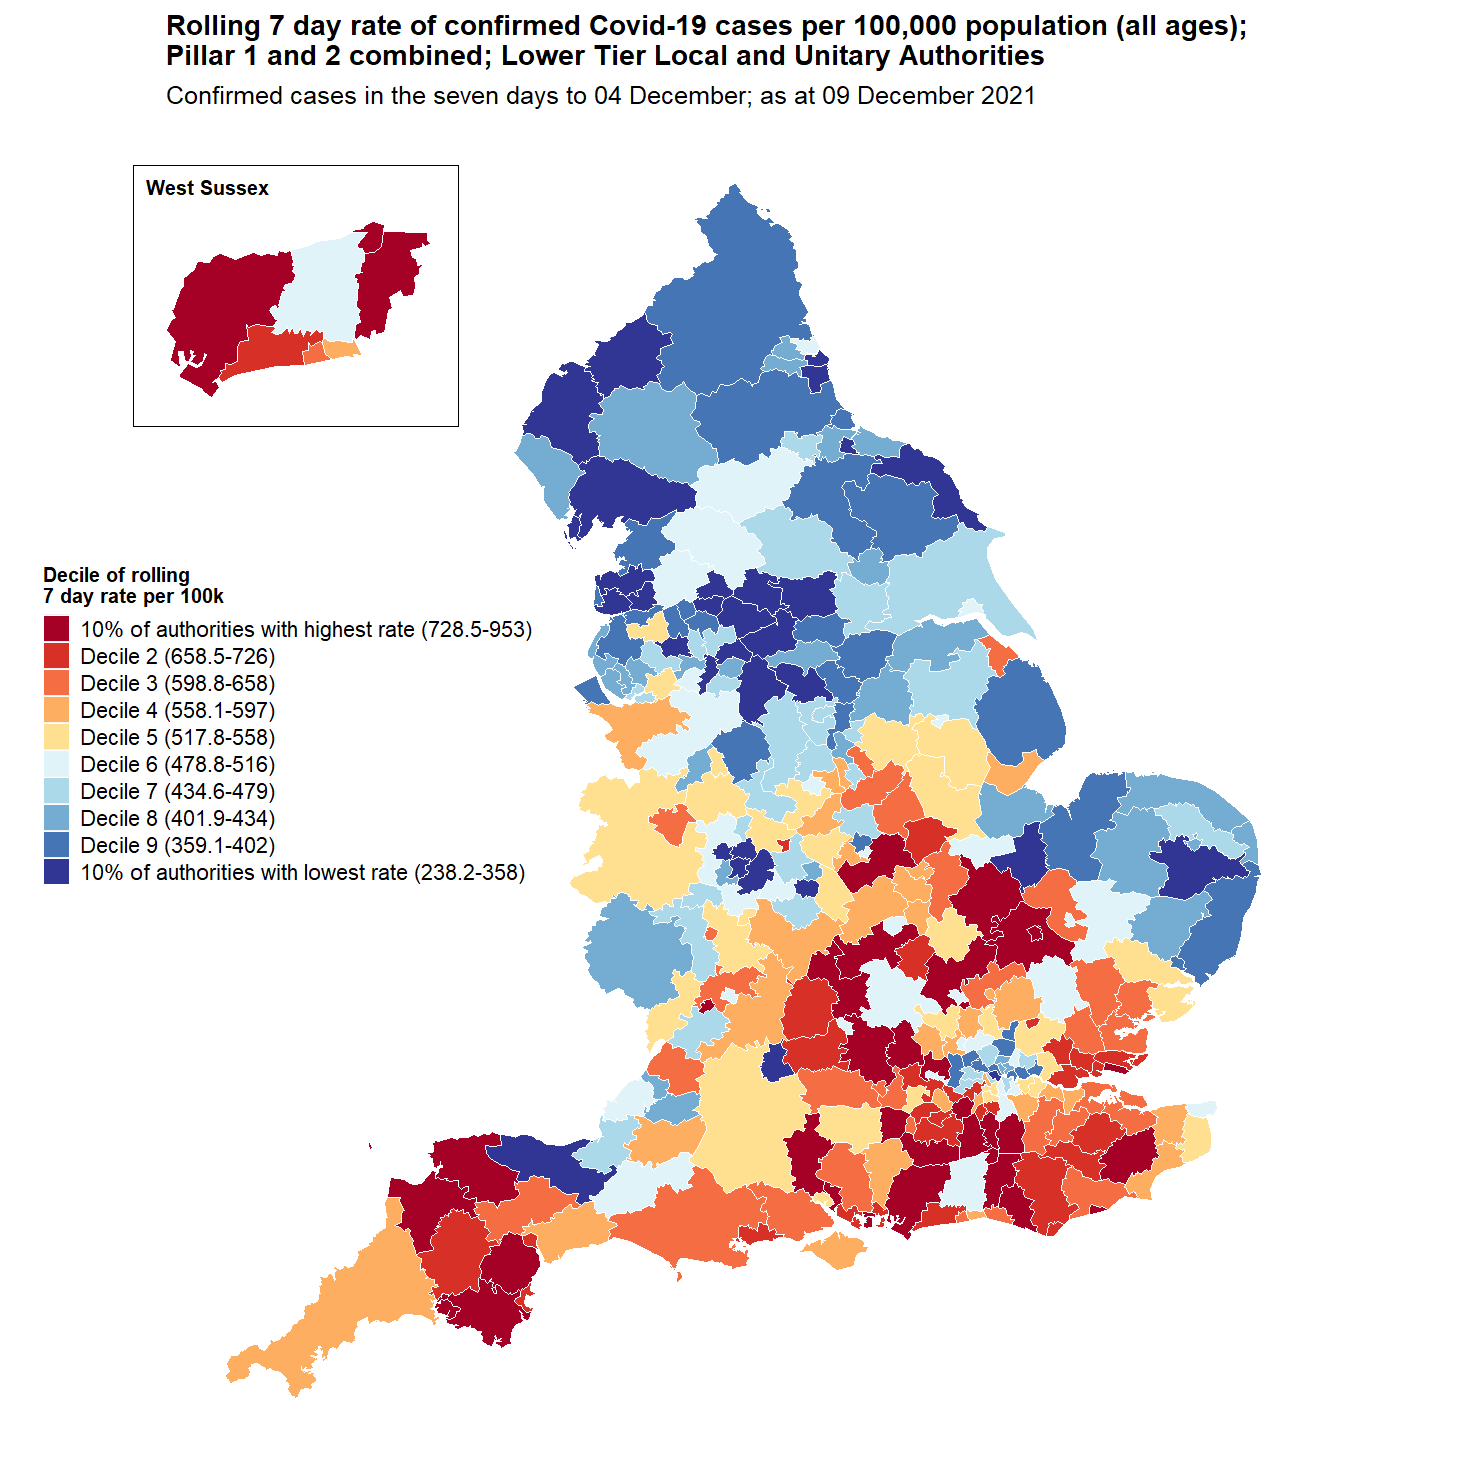 Rolling 7 day rate of confirmed Covid-19 cases per 100,000 population (all ages);
Pillar 1 and 2 combined; Lower Tier Local and Unitary Authorities
Confirmed cases in the seven days to 04 December; as at 09 December 2021
West Sussex
Decile of rolling
7 day rate per 100k
10% of authorities with highest rate (728.5-953)
Decile 2 (658.5-726)
Decile 3 (598.8-658)
Decile 4 (558.1-597)
Decile 5 (517.8-558)
Decile 6 (478.8-516)
Decile 7 (434.6-479)
Decile 8 (401.9-434)
Decile 9 (359.1-402)
10% of authorities with lowest rate (238.2-358)